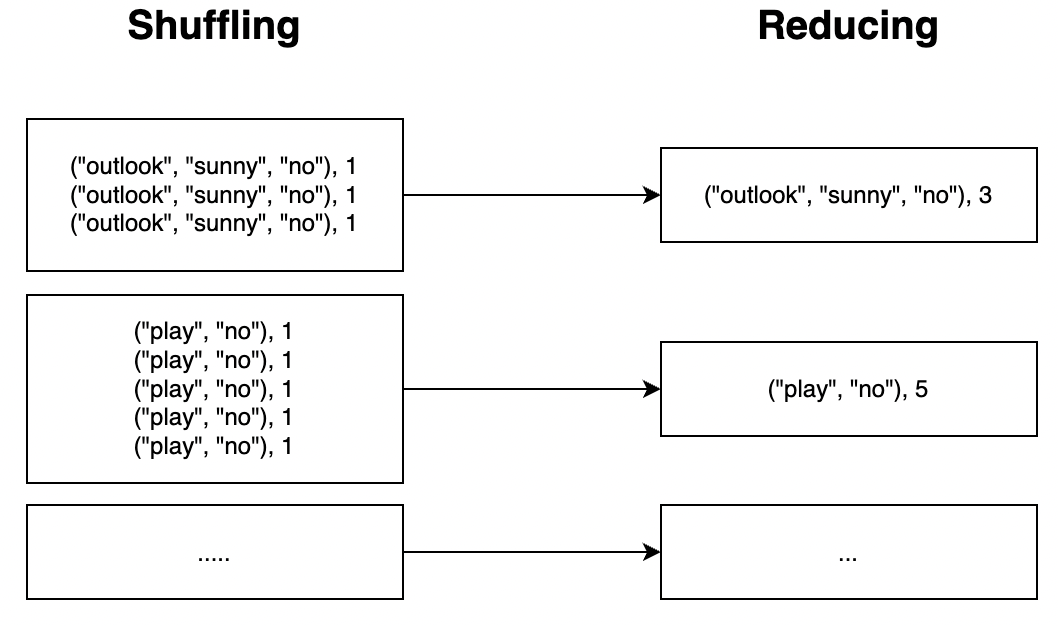 Shuffling
Reducing
("outlook", "sunny", "no"), 1
("outlook", "sunny", "no"), 1
("outlook", "sunny", "no"), 1
("outlook", "sunny", "no"), 3
("play", "no"), 1
("play", "no"), 1
("play", "no"), 1
("play", "no"), 1
("play", "no"), 1
("play", "no"), 5
.....
...